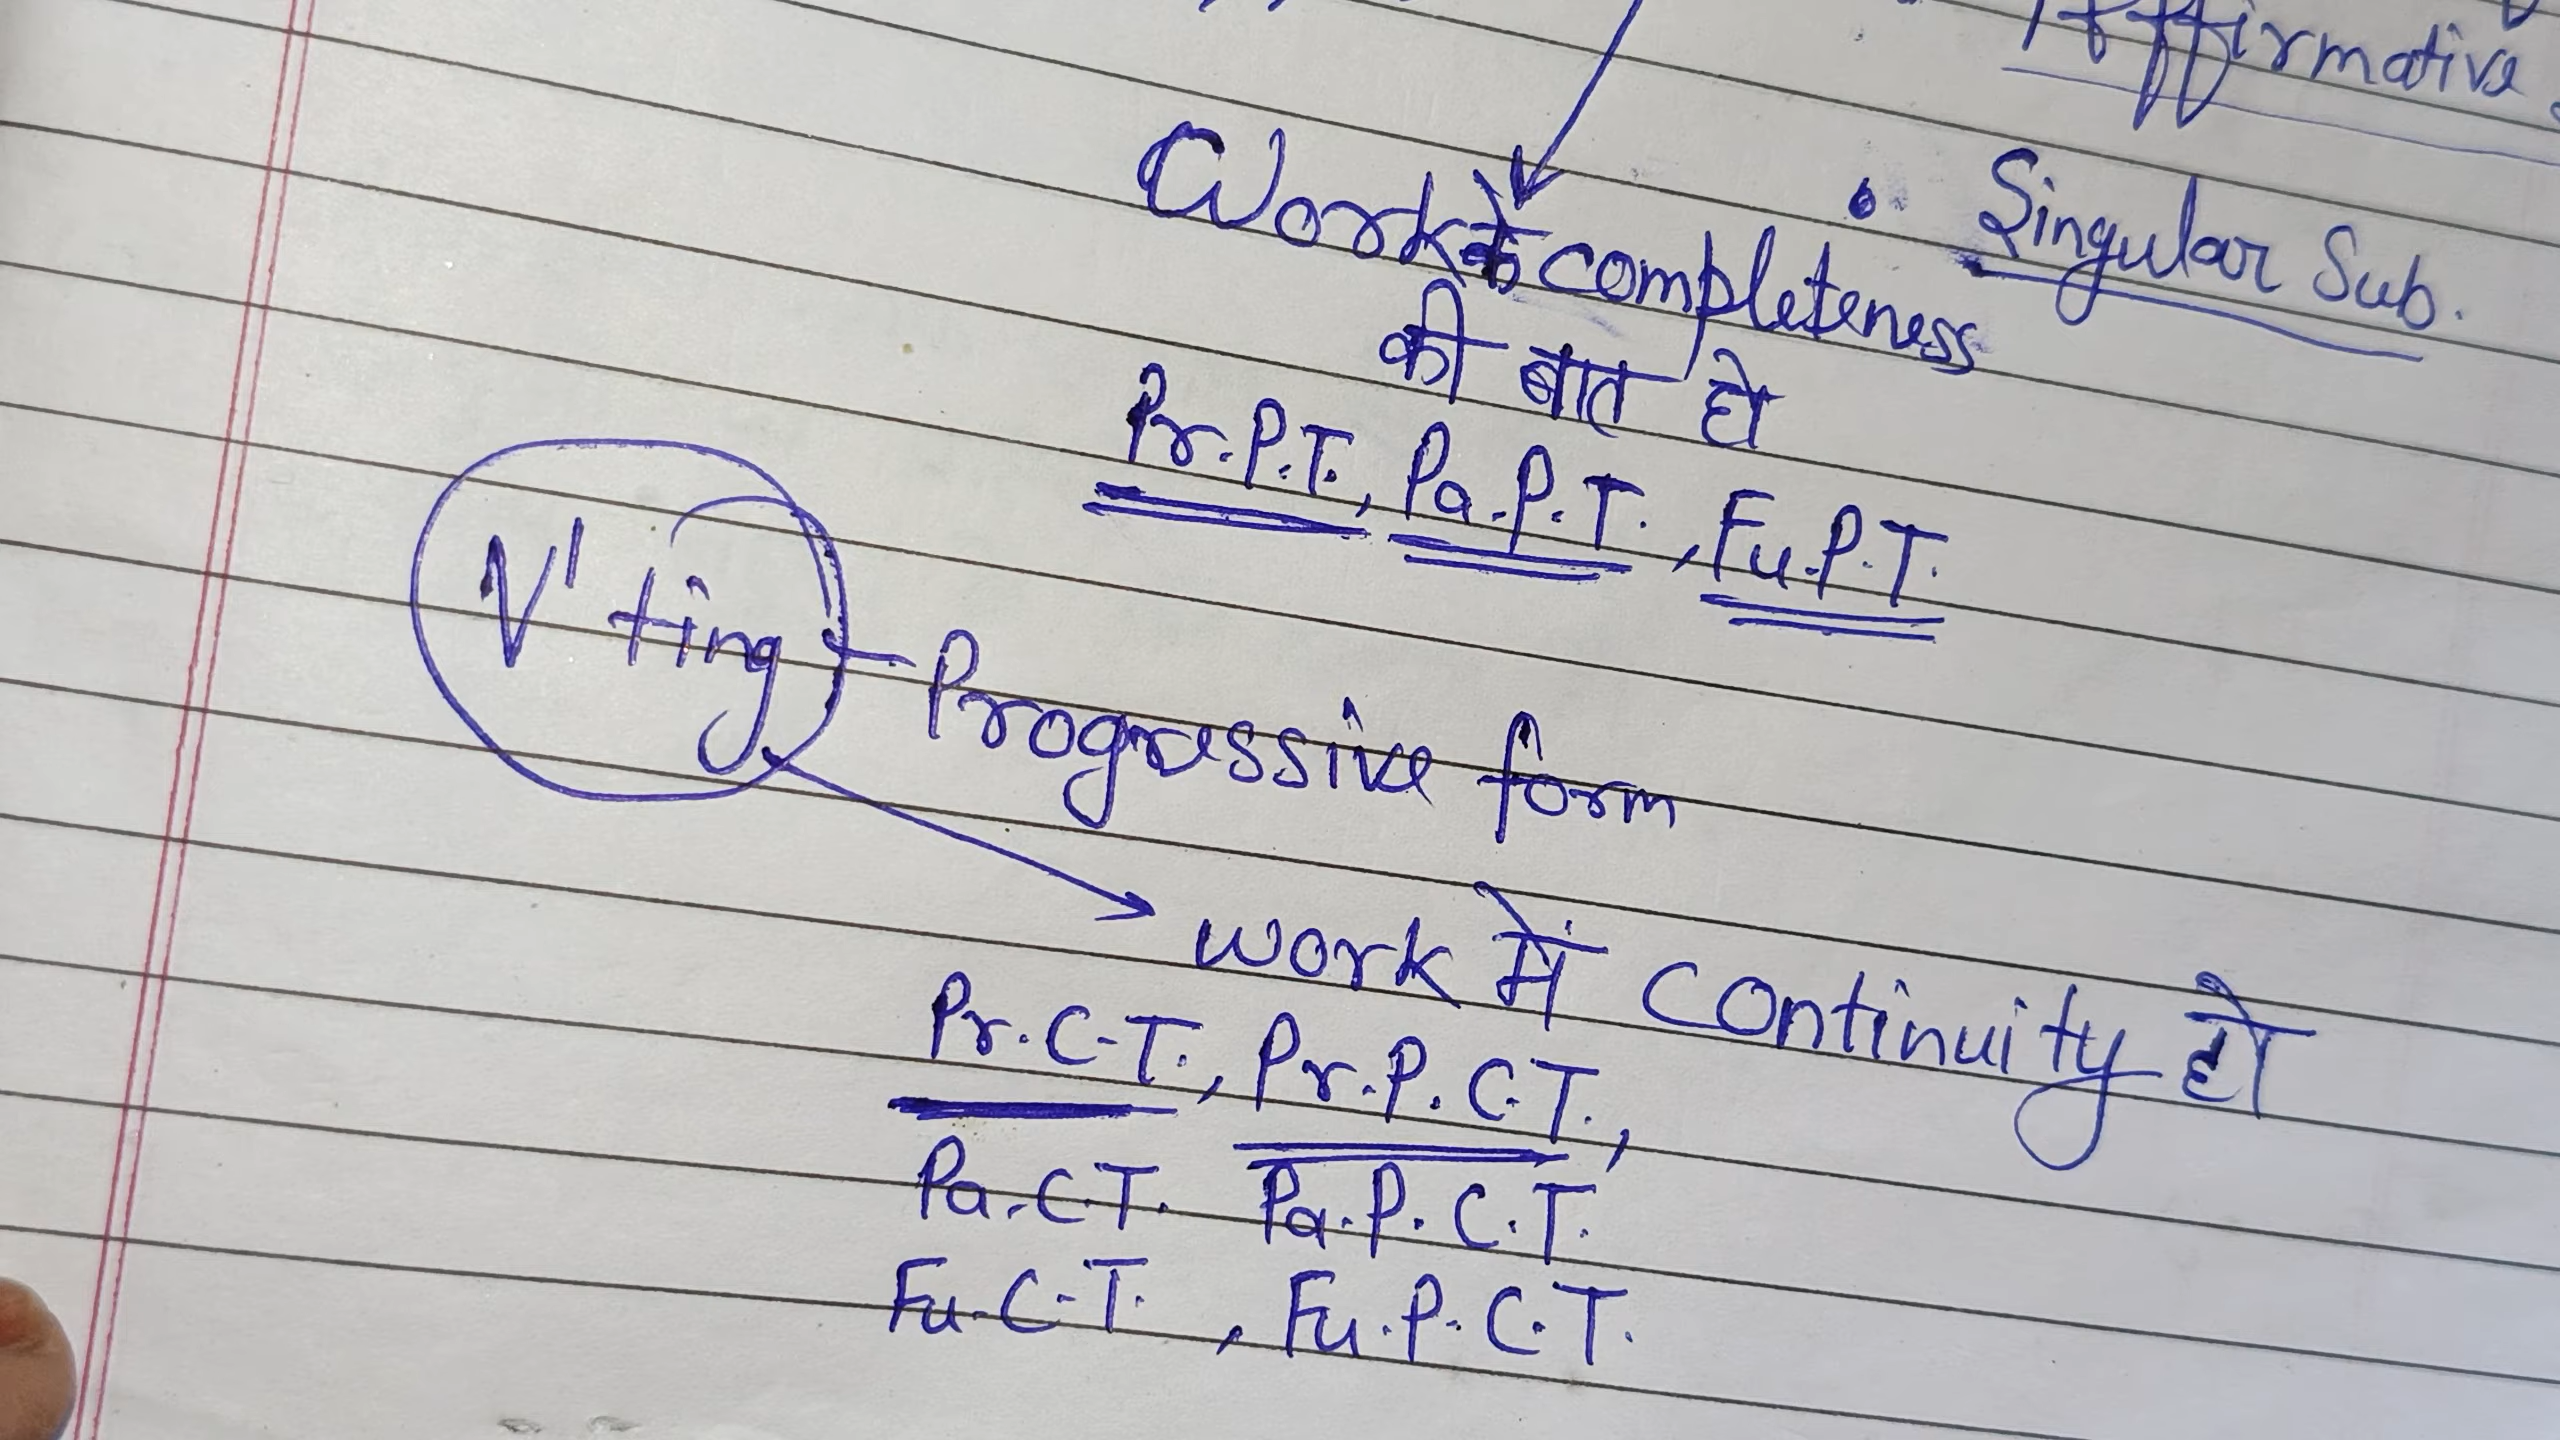 Affirmative
• Singular Sub.
Work के completeness
की बात हो
Pr.P.T., Pa.P.T., Fu.P.T.
V¹ + ing - Progressive form
work में continuity हो
Pr.C.T., Pr.P.C.T.,
Pa.C.T. Pa.P.C.T.
Fu.C.T., Fu.P.C.T.